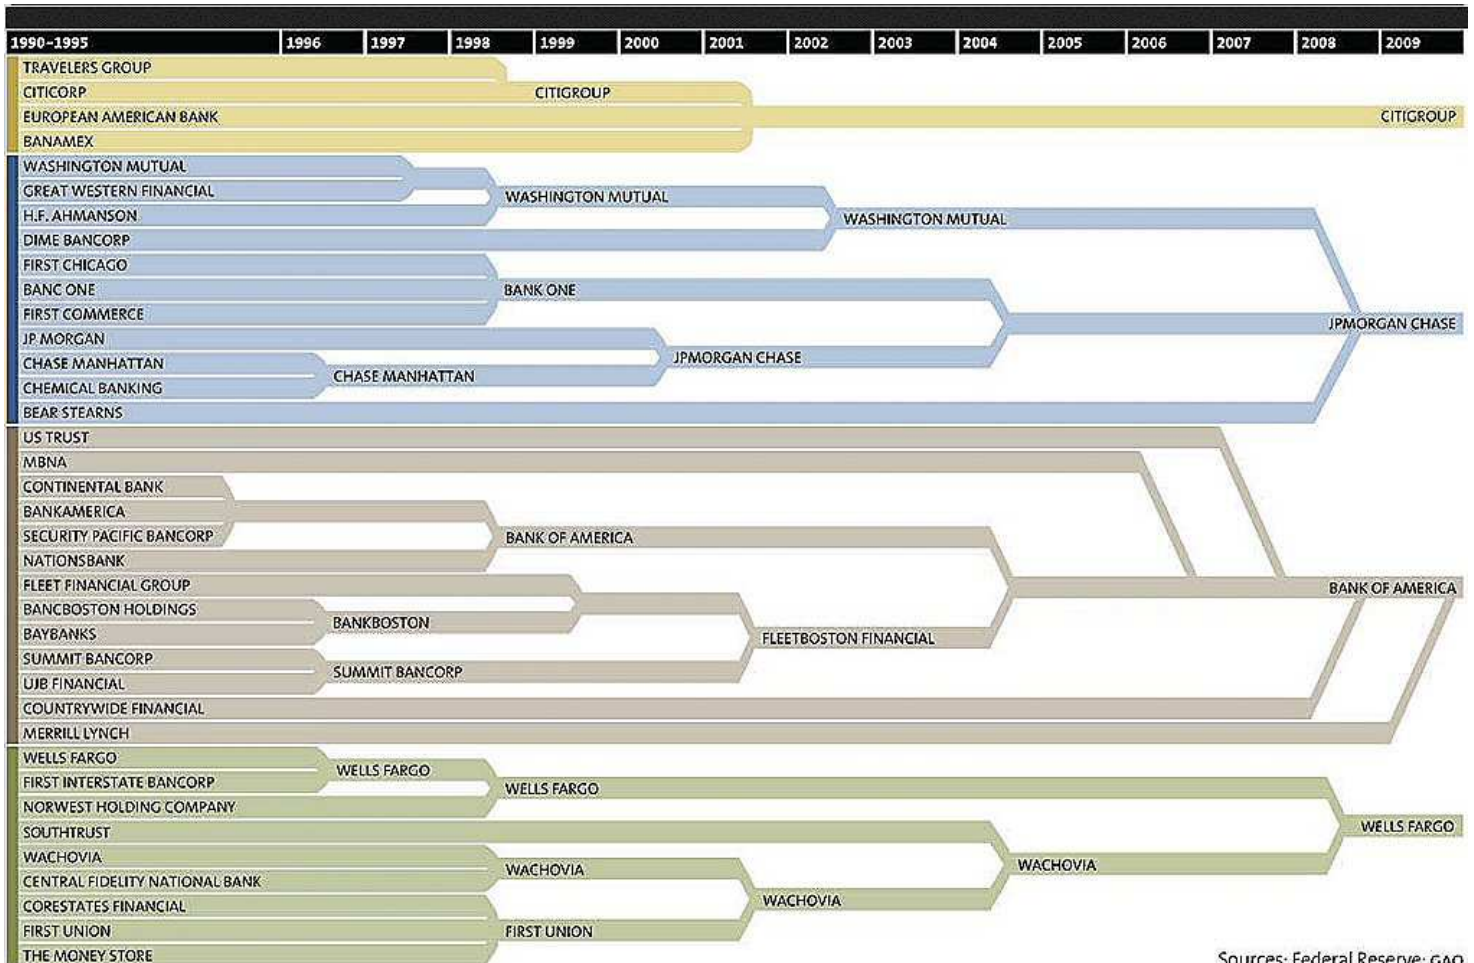 1990–1995 1996 1997 1998 1999 2000 2001 2002 2003 2004 2005 2006 2007 2008 2009
TRAVELERS GROUP
CITICORP CITIGROUP
EUROPEAN AMERICAN BANK CITIGROUP
BANAMEX
WASHINGTON MUTUAL
GREAT WESTERN FINANCIAL
WASHINGTON MUTUAL
H.F. AHMANSON
WASHINGTON MUTUAL
DIME BANCORP
FIRST CHICAGO
BANC ONE BANK ONE
FIRST COMMERCE
JPMORGAN CHASE
JP MORGAN
JPMORGAN CHASE
CHASE MANHATTAN
CHASE MANHATTAN
CHEMICAL BANKING
BEAR STEARNS
US TRUST
MBNA
CONTINENTAL BANK
BANKAMERICA
SECURITY PACIFIC BANCORP BANK OF AMERICA
NATIONSBANK
FLEET FINANCIAL GROUP BANK OF AMERICA
BANCBOSTON HOLDINGS
BANKBOSTON
BAYBANKS FLEETBOSTON FINANCIAL
SUMMIT BANCORP
SUMMIT BANCORP
UJB FINANCIAL
COUNTRYWIDE FINANCIAL
MERRILL LYNCH
WELLS FARGO
WELLS FARGO
FIRST INTERSTATE BANCORP
WELLS FARGO
NORWEST HOLDING COMPANY
WELLS FARGO
SOUTHTRUST
WACHOVIA
WACHOVIA
WACHOVIA
CENTRAL FIDELITY NATIONAL BANK
WACHOVIA
CORESTATES FINANCIAL
FIRST UNION FIRST UNION
THE MONEY STORE
Sources: Federal Reserve; GAO